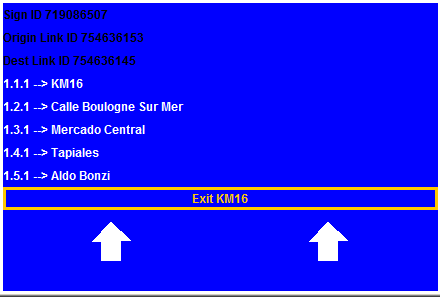 Sign ID 719086507
Origin Link ID 754636153
Dest Link ID 754636145
1.1.1 --> KM16
1.2.1 --> Calle Boulogne Sur Mer
1.3.1 --> Mercado Central
1.4.1 --> Tapiales
1.5.1 --> Aldo Bonzi
Exit KM16